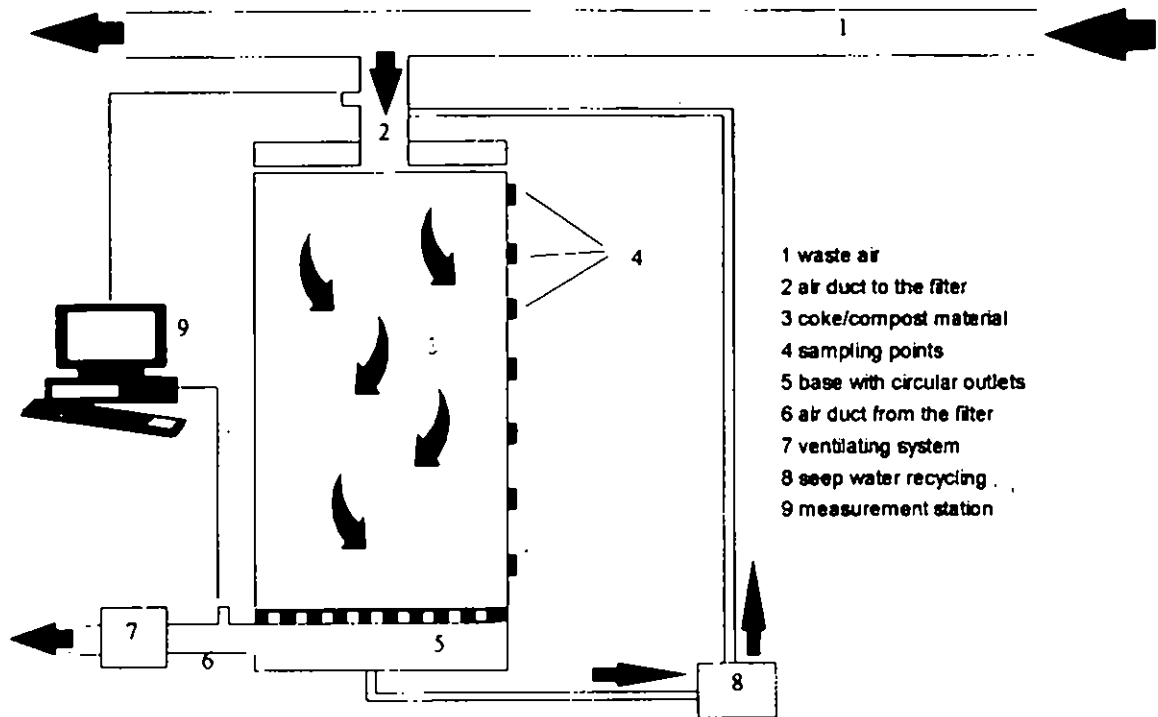 1
2
3
4
9
1 waste air
2 air duct to the filter
3 coke/compost material
4 sampling points
5 base with circular outlets
6 air duct from the filter
7 ventilating system
8 seep water recycling
9 measurement station
7
6
5
8